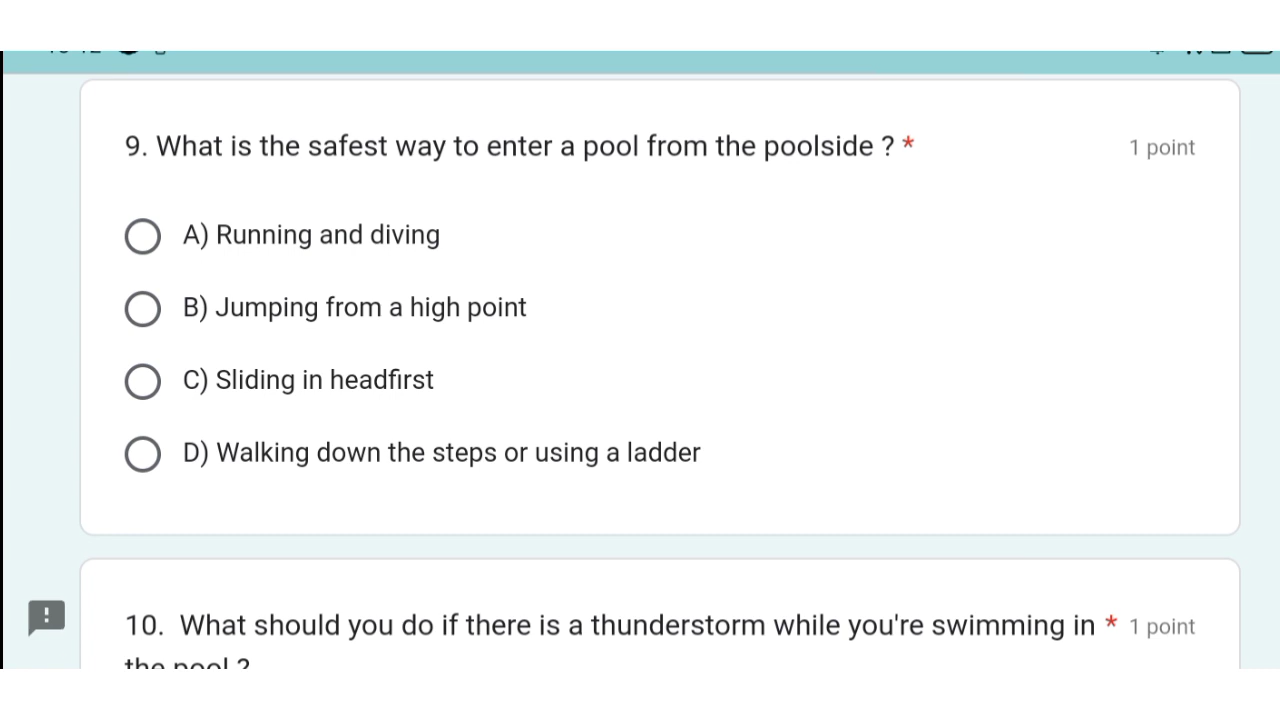 9. What is the safest way to enter a pool from the poolside ? *
1 point
A) Running and diving
B) Jumping from a high point
C) Sliding in headfirst
D) Walking down the steps or using a ladder
10. What should you do if there is a thunderstorm while you're swimming in * 1 point
the pool ?